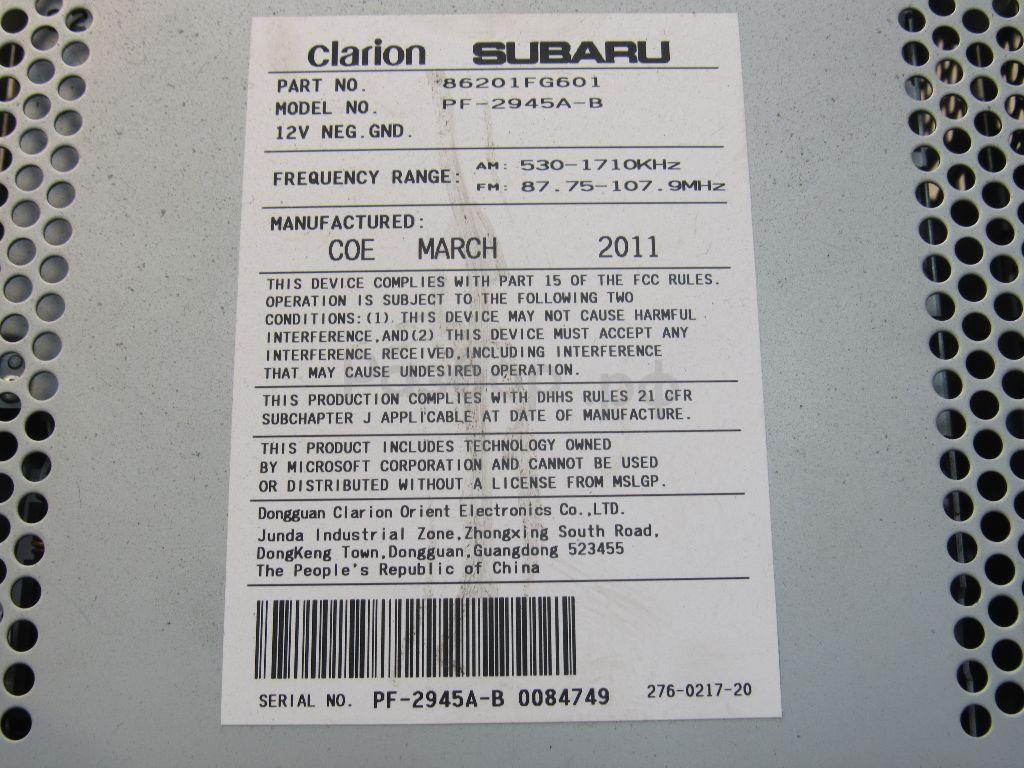 clarion SUBARU
PART NO. 86201FG601
MODEL NO. PF-2945A-B
12V NEG.GND.
FREQUENCY RANGE: AM: 530-1710KHz
FM: 87.75-107.9MHz
MANUFACTURED:
COE MARCH 2011
THIS DEVICE COMPLIES WITH PART 15 OF THE FCC RULES.
OPERATION IS SUBJECT TO THE FOLLOWING TWO
CONDITIONS:(1) THIS DEVICE MAY NOT CAUSE HARMFUL
INTERFERENCE,AND(2) THIS DEVICE MUST ACCEPT ANY
INTERFERENCE RECEIVED,INCLUDING INTERFERENCE
THAT MAY CAUSE UNDESIRED OPERATION.
THIS PRODUCTION COMPLIES WITH DHHS RULES 21 CFR
SUBCHAPTER J APPLICABLE AT DATE OF MANUFACTURE.
THIS PRODUCT INCLUDES TECHNOLOGY OWNED
BY MICROSOFT CORPORATION AND CANNOT BE USED
OR DISTRIBUTED WITHOUT A LICENSE FROM MSLGP.
Dongguan Clarion Orient Electronics Co.,LTD.
Junda Industrial Zone,Zhongxing South Road,
DongKeng Town,Dongguan,Guangdong 523455
The People's Republic of China
SERIAL NO. PF-2945A-B 0084749 276-0217-20